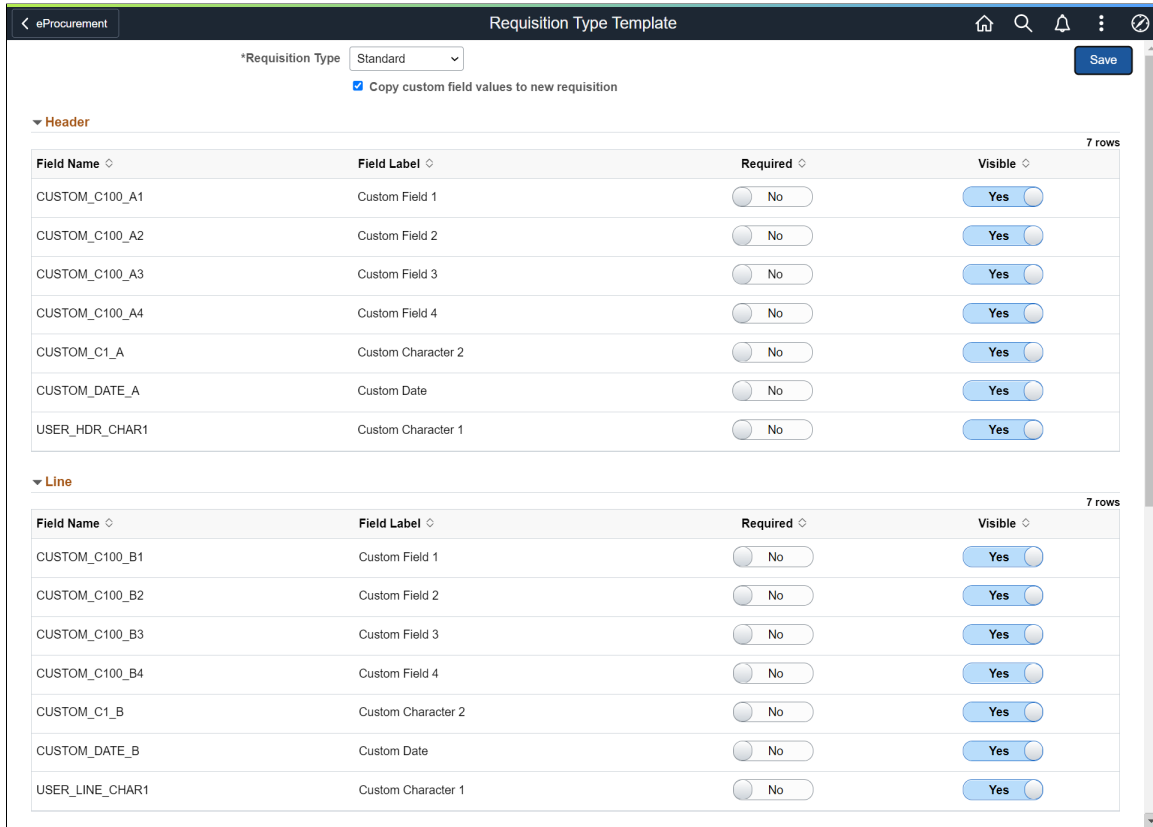 eProcurement Requisition Type Template
*Requisition Type Standard Save
Copy custom field values to new requisition
Header
7 rows
Field Name Field Label Required Visible
CUSTOM_C100_A1 Custom Field 1 No Yes
CUSTOM_C100_A2 Custom Field 2 No Yes
CUSTOM_C100_A3 Custom Field 3 No Yes
CUSTOM_C100_A4 Custom Field 4 No Yes
CUSTOM_C1_A Custom Character 2 No Yes
CUSTOM_DATE_A Custom Date No Yes
USER_HDR_CHAR1 Custom Character 1 No Yes
Line
7 rows
Field Name Field Label Required Visible
CUSTOM_C100_B1 Custom Field 1 No Yes
CUSTOM_C100_B2 Custom Field 2 No Yes
CUSTOM_C100_B3 Custom Field 3 No Yes
CUSTOM_C100_B4 Custom Field 4 No Yes
CUSTOM_C1_B Custom Character 2 No Yes
CUSTOM_DATE_B Custom Date No Yes
USER_LINE_CHAR1 Custom Character 1 No Yes